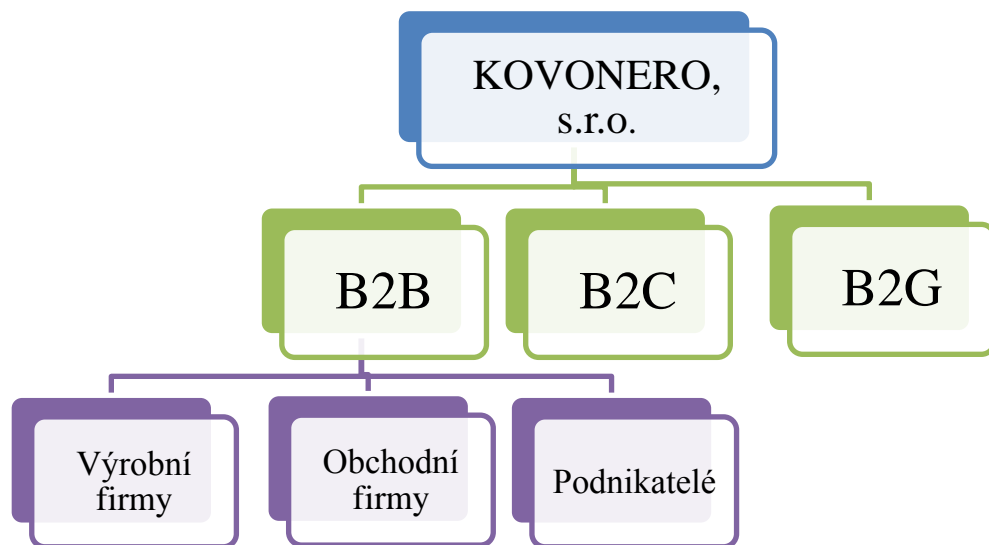 KOVONERO,
s.r.o.
B2B
B2C
B2G
Výrobní
firmy
Obchodní
firmy
Podnikatelé